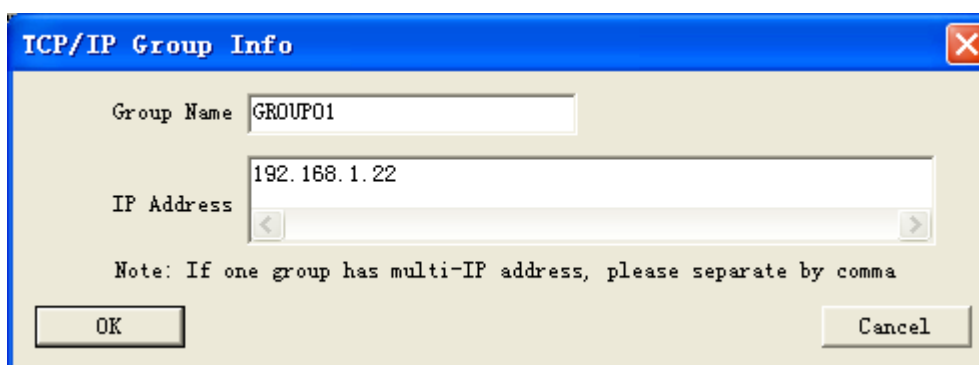 TCP/IP Group Info
Group Name GROUP01
192.168.1.22
IP Address
Note: If one group has multi-IP address, please separate by comma
OK Cancel